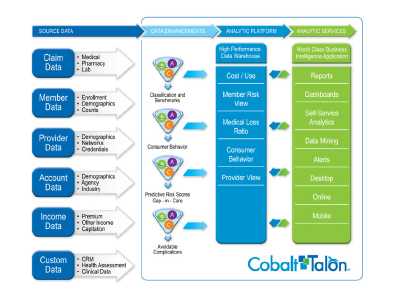 SOURCE DATA
DATA ENHANCEMENTS
ANALYTIC PLATFORM
ANALYTIC SERVICES
Claim
Data
• Medical
• Pharmacy
• Lab
Member
Data
• Enrollment
• Demographics
• Counts
Provider
Data
• Demographics
• Networks
• Credentials
Account
Data
• Demographics
• Agency
• Industry
Income
Data
• Premium
• Other Income
• Capitation
Custom
Data
• CRM
• Health Assessment
• Clinical Data
A
C
Classification and
Benchmarks
A
C
Consumer Behavior
A
C
Predictive Risk Scores
Gap - in - Care
A
C
Avoidable
Complications
High Performance
Data Warehouse
Cost / Use
Member Risk
View
Medical Loss
Ratio
Consumer
Behavior
Provider View
World Class Business
Intelligence Application
Reports
Dashboards
Self-Service
Analytics
Data Mining
Alerts
Desktop
Online
Mobile
Cobalt Talon